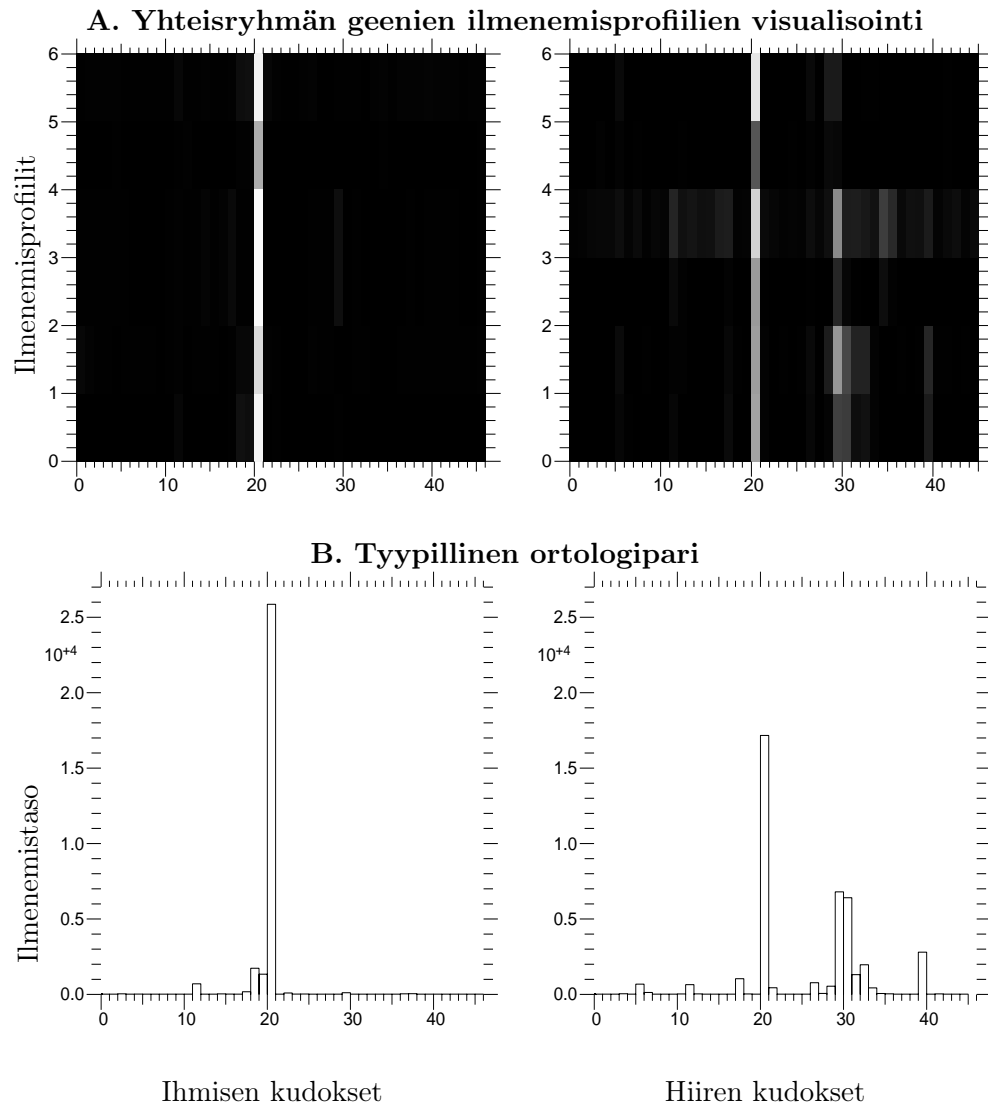 A. Yhteisryhmän geenien ilmenemisprofiilien visualisointi
Ilmenemisprofiilit
6
5
4
3
2
1
0
0 10 20 30 40
6
5
4
3
2
1
0
0 10 20 30 40
B. Tyypillinen ortologipari
Ilmenemistaso
2.5
10+4
2.0
1.5
1.0
0.5
0.0
0 10 20 30 40
Ihmisen kudokset
2.5
10+4
2.0
1.5
1.0
0.5
0.0
0 10 20 30 40
Hiiren kudokset